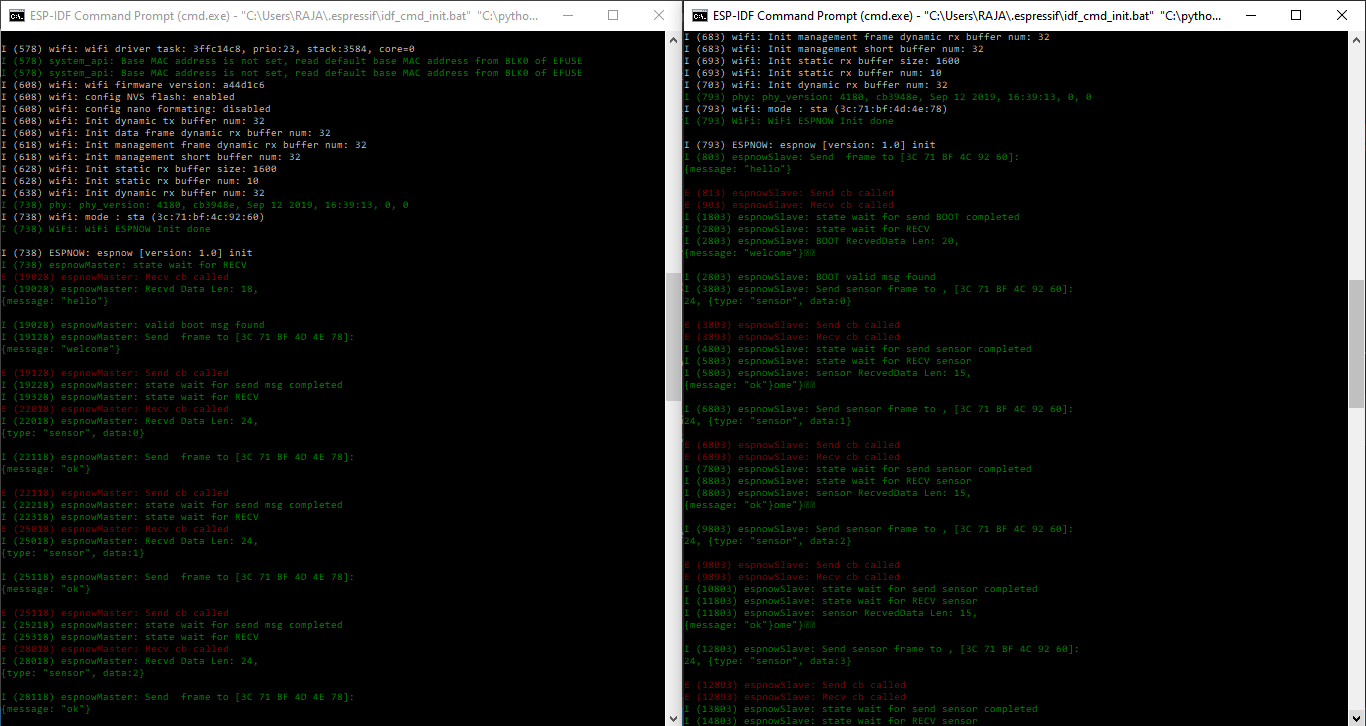 ESP-IDF Command Prompt (cmd.exe) - "C:\Users\RAJA\.espressif\idf_cmd_init.bat" "C:\pytho...
I (578) wifi: wifi driver task: 3ffc14c8, prio:23, stack:3584, core=0
I (578) system_api: Base MAC address is not set, read default base MAC address from BLK0 of EFUSE
I (578) system_api: Base MAC address is not set, read default base MAC address from BLK0 of EFUSE
I (608) wifi: wifi firmware version: a44d1c6
I (608) wifi: config NVS flash: enabled
I (608) wifi: config nano formating: disabled
I (608) wifi: Init dynamic tx buffer num: 32
I (608) wifi: Init data frame dynamic rx buffer num: 32
I (618) wifi: Init management frame dynamic rx buffer num: 32
I (618) wifi: Init management short buffer num: 32
I (628) wifi: Init static rx buffer size: 1600
I (628) wifi: Init static rx buffer num: 10
I (638) wifi: Init dynamic rx buffer num: 32
I (738) phy: phy_version: 4180, cb3948e, Sep 12 2019, 16:39:13, 0, 0
I (738) wifi: mode : sta (3c:71:bf:4c:92:60)
I (738) WiFi: WiFi ESPNOW Init done
I (738) ESPNOW: espnow [version: 1.0] init
I (738) espnowMaster: state wait for RECV
E (19028) espnowMaster: Recv cb called
I (19028) espnowMaster: Recvd Data Len: 18,
{message: "hello"}
I (19028) espnowMaster: valid boot msg found
I (19128) espnowMaster: Send  frame to [3C 71 BF 4D 4E 78]:
{message: "welcome"}
E (19128) espnowMaster: Send cb called
I (19228) espnowMaster: state wait for send msg completed
I (19328) espnowMaster: state wait for RECV
E (22018) espnowMaster: Recv cb called
I (22018) espnowMaster: Recvd Data Len: 24,
{type: "sensor", data:0}
I (22118) espnowMaster: Send  frame to [3C 71 BF 4D 4E 78]:
{message: "ok"}
E (22118) espnowMaster: Send cb called
I (22218) espnowMaster: state wait for send msg completed
I (22318) espnowMaster: state wait for RECV
E (25018) espnowMaster: Recv cb called
I (25018) espnowMaster: Recvd Data Len: 24,
{type: "sensor", data:1}
I (25118) espnowMaster: Send  frame to [3C 71 BF 4D 4E 78]:
{message: "ok"}
E (25118) espnowMaster: Send cb called
I (25218) espnowMaster: state wait for send msg completed
I (25318) espnowMaster: state wait for RECV
E (28018) espnowMaster: Recv cb called
I (28018) espnowMaster: Recvd Data Len: 24,
{type: "sensor", data:2}
I (28118) espnowMaster: Send  frame to [3C 71 BF 4D 4E 78]:
{message: "ok"}
ESP-IDF Command Prompt (cmd.exe) - "C:\Users\RAJA\.espressif\idf_cmd_init.bat" "C:\pytho...
I (683) wifi: Init management frame dynamic rx buffer num: 32
I (683) wifi: Init management short buffer num: 32
I (693) wifi: Init static rx buffer size: 1600
I (693) wifi: Init static rx buffer num: 10
I (703) wifi: Init dynamic rx buffer num: 32
I (793) phy: phy_version: 4180, cb3948e, Sep 12 2019, 16:39:13, 0, 0
I (793) wifi: mode : sta (3c:71:bf:4d:4e:78)
I (793) WiFi: WiFi ESPNOW Init done
I (793) ESPNOW: espnow [version: 1.0] init
I (803) espnowSlave: Send  frame to [3C 71 BF 4C 92 60]:
{message: "hello"}
E (813) espnowSlave: Send cb called
E (903) espnowSlave: Recv cb called
I (1803) espnowSlave: state wait for send BOOT completed
I (2803) espnowSlave: state wait for RECV
I (2803) espnowSlave: BOOT RecvedData Len: 20,
{message: "welcome"}
I (2803) espnowSlave: BOOT valid msg found
I (3803) espnowSlave: Send sensor frame to , [3C 71 BF 4C 92 60]:
24, {type: "sensor", data:0}
E (3803) espnowSlave: Send cb called
E (3893) espnowSlave: Recv cb called
I (4803) espnowSlave: state wait for send sensor completed
I (5803) espnowSlave: state wait for RECV sensor
I (5803) espnowSlave: sensor RecvedData Len: 15,
{message: "ok"}ome"}
I (6803) espnowSlave: Send sensor frame to , [3C 71 BF 4C 92 60]:
24, {type: "sensor", data:1}
E (6803) espnowSlave: Send cb called
E (6893) espnowSlave: Recv cb called
I (7803) espnowSlave: state wait for send sensor completed
I (8803) espnowSlave: state wait for RECV sensor
I (8803) espnowSlave: sensor RecvedData Len: 15,
{message: "ok"}ome"}
I (9803) espnowSlave: Send sensor frame to , [3C 71 BF 4C 92 60]:
24, {type: "sensor", data:2}
E (9803) espnowSlave: Send cb called
E (9893) espnowSlave: Recv cb called
I (10803) espnowSlave: state wait for send sensor completed
I (11803) espnowSlave: state wait for RECV sensor
I (11803) espnowSlave: sensor RecvedData Len: 15,
{message: "ok"}ome"}
I (12803) espnowSlave: Send sensor frame to , [3C 71 BF 4C 92 60]:
24, {type: "sensor", data:3}
E (12803) espnowSlave: Send cb called
E (12893) espnowSlave: Recv cb called
I (13803) espnowSlave: state wait for send sensor completed
I (14803) espnowSlave: state wait for RECV sensor